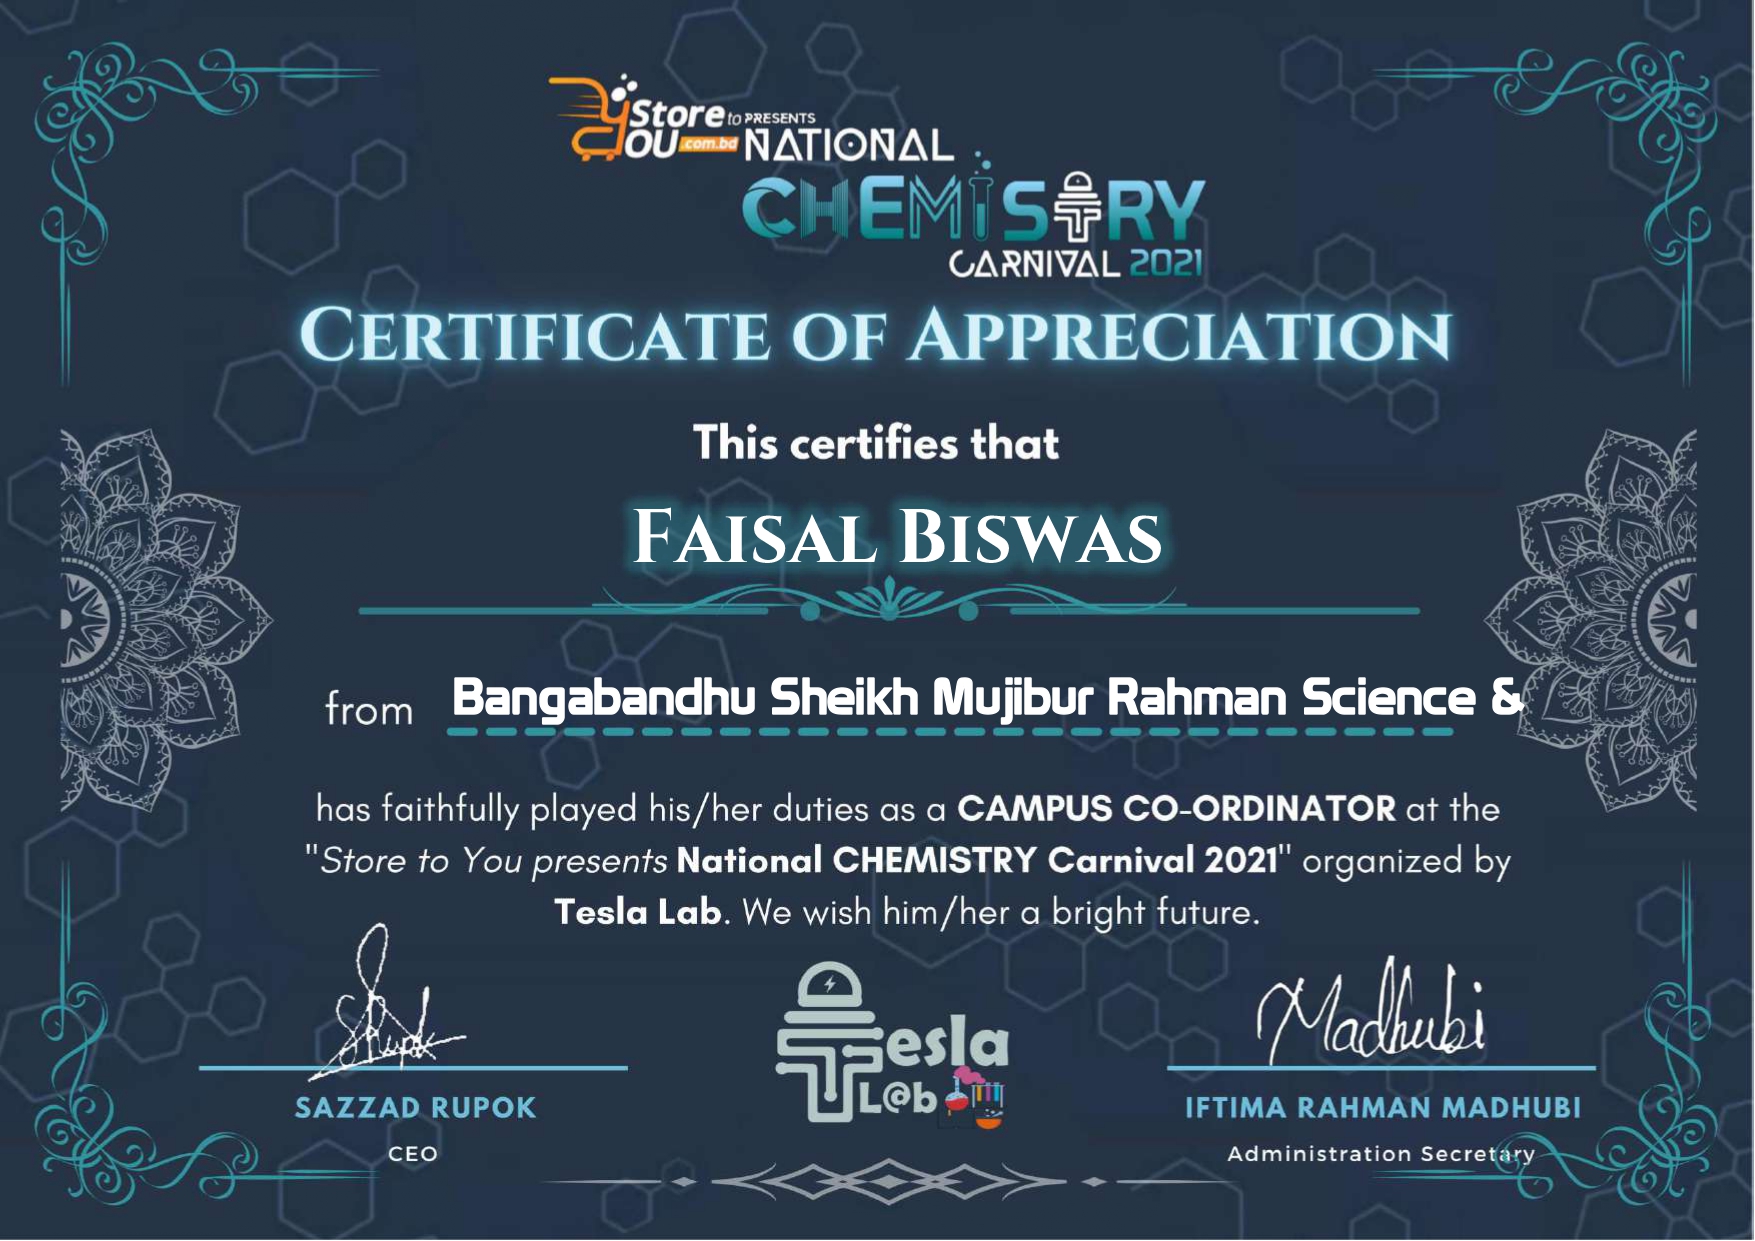 Store to PRESENTS
YOU.com.bd NATIONAL
CHEMISTRY
CARNIVAL 2021
CERTIFICATE OF APPRECIATION
This certifies that
FAISAL BISWAS
from Bangabandhu Sheikh Mujibur Rahman Science &
has faithfully played his/her duties as a CAMPUS CO-ORDINATOR at the
"Store to You presents National CHEMISTRY Carnival 2021" organized by
Tesla Lab. We wish him/her a bright future.
Rupok
Madhubi
Tesla
L@b
SAZZAD RUPOK
IFTIMA RAHMAN MADHUBI
CEO
Administration Secretary